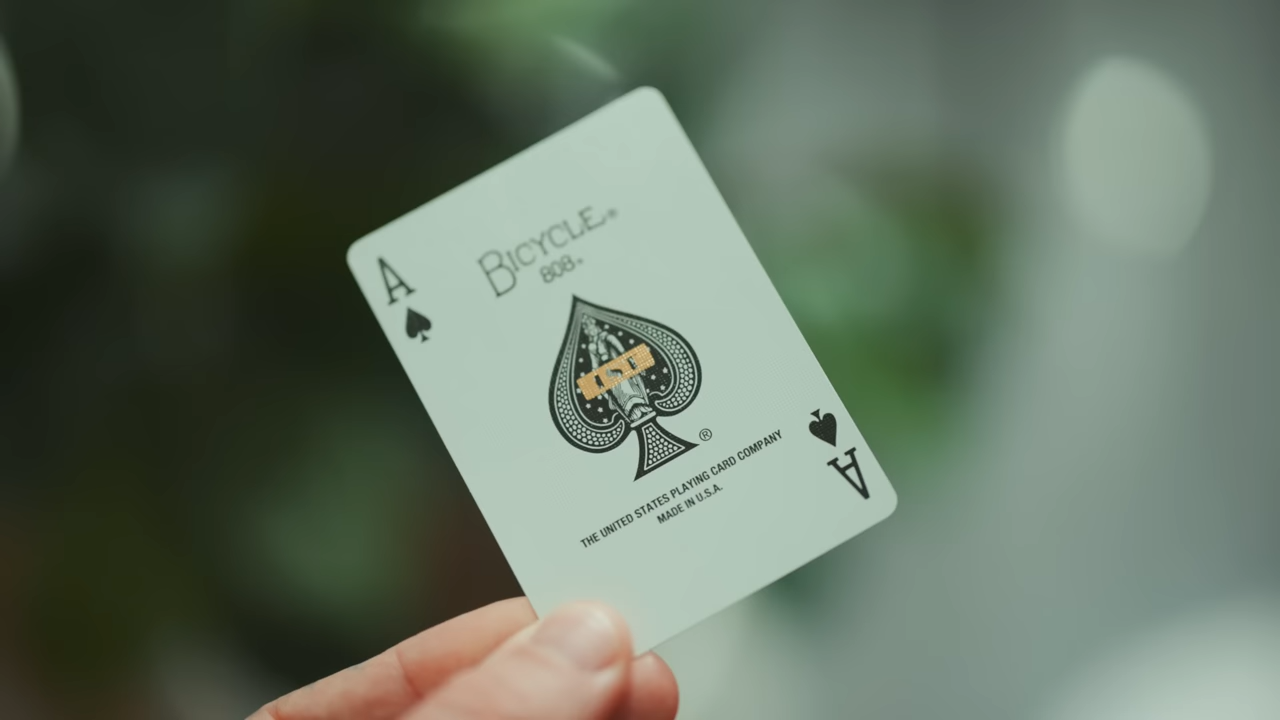 A
BICYCLE®
808®
®
THE UNITED STATES PLAYING CARD COMPANY
MADE IN U.S.A.
A